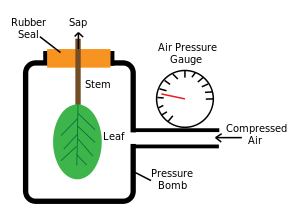 Rubber
Seal
Sap
Air Pressure
Gauge
Stem
Leaf
Compressed
Air
Pressure
Bomb